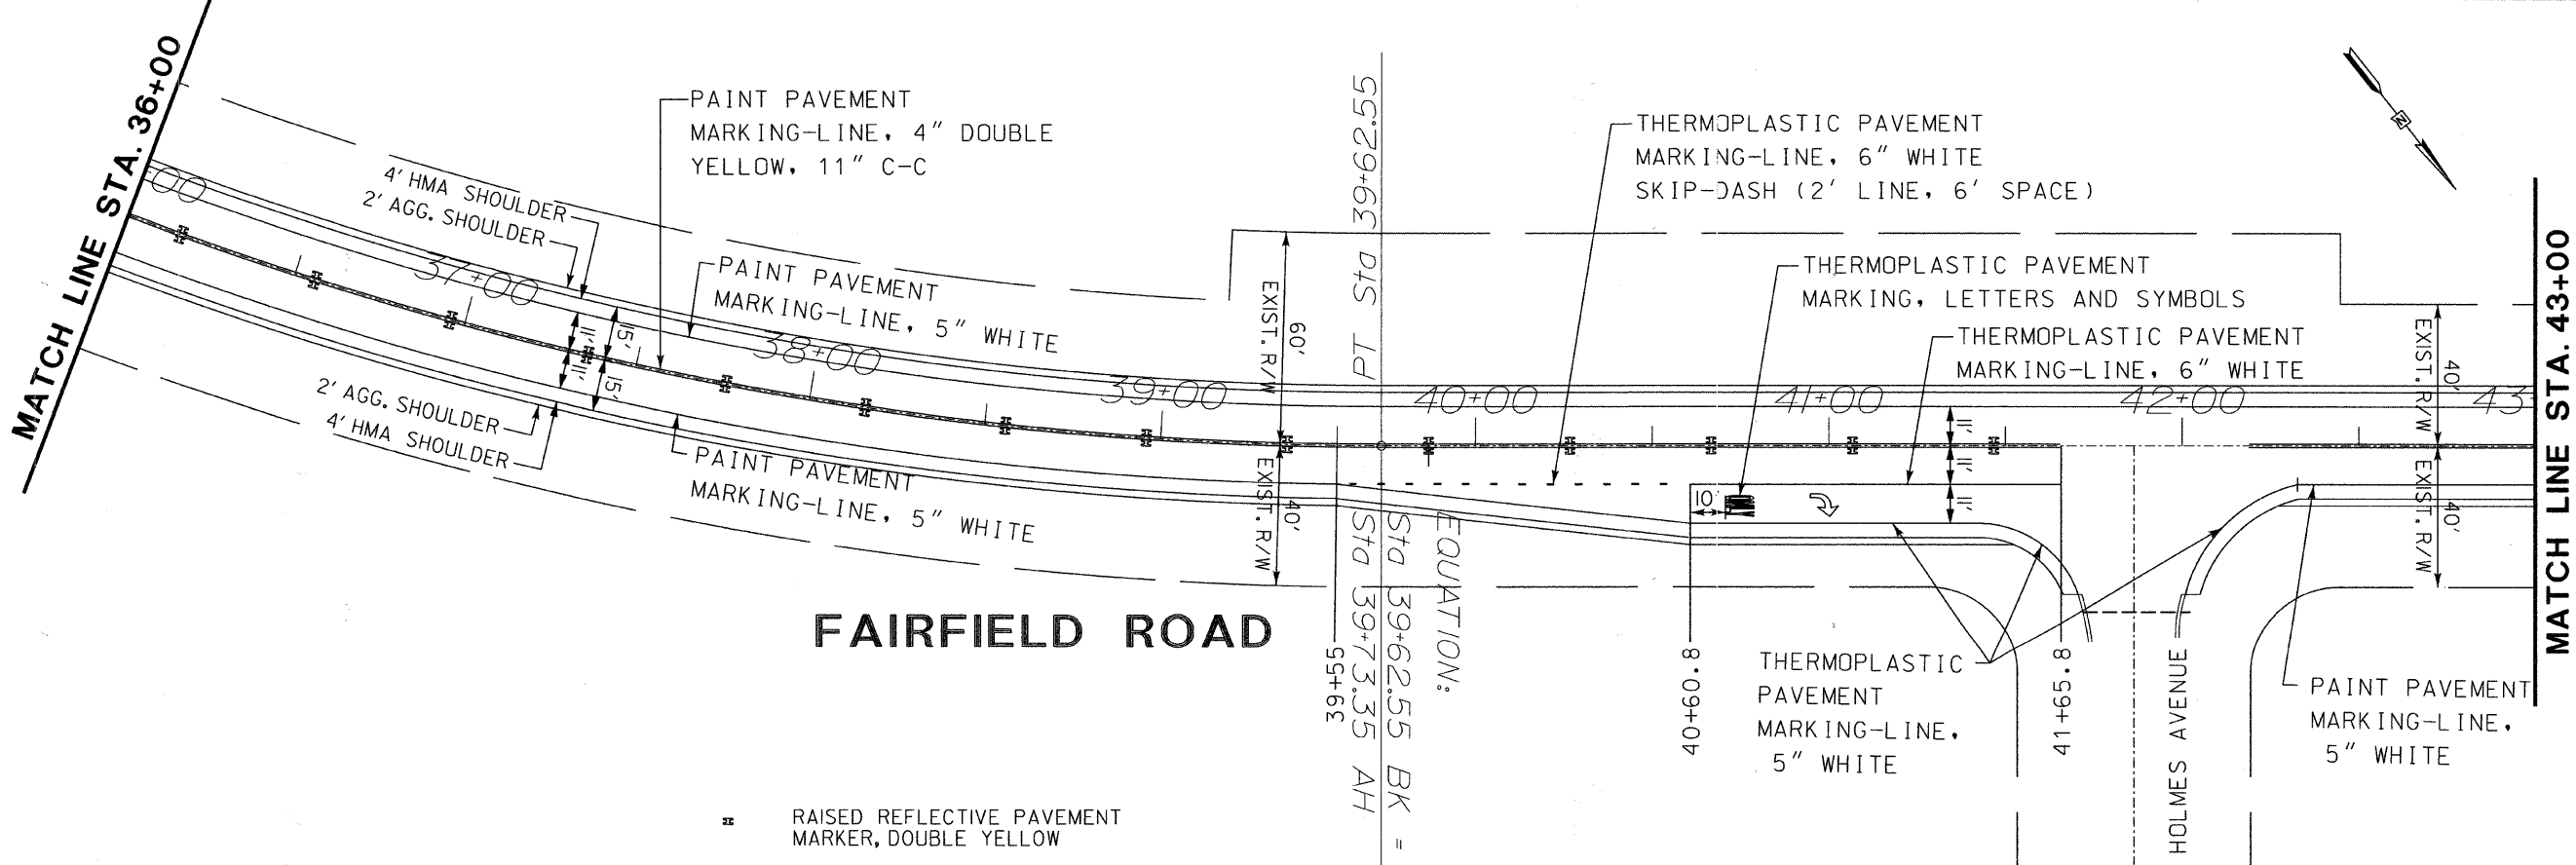 MATCH LINE STA. 36+00
00
PAINT PAVEMENT
MARKING-LINE, 4" DOUBLE
YELLOW, 11" C-C
4' HMA SHOULDER
2' AGG. SHOULDER
37+00
PAINT PAVEMENT
MARKING-LINE, 5" WHITE
11'
15'
11'
15'
38+00
2' AGG. SHOULDER
4' HMA SHOULDER
PAINT PAVEMENT
MARKING-LINE, 5" WHITE
39+00
EXIST. R/W
60'
EXIST. R/W
40'
PT Sta 39+62.55
THERMOPLASTIC PAVEMENT
MARKING-LINE, 6" WHITE
SKIP-DASH (2' LINE, 6' SPACE)
THERMOPLASTIC PAVEMENT
MARKING, LETTERS AND SYMBOLS
THERMOPLASTIC PAVEMENT
MARKING-LINE, 6" WHITE
40+00
41+00
42+00
43
11'
11'
11'
10'
ONLY
EXIST. R/W
40'
EXIST. R/W
40'
MATCH LINE STA. 43+00
N
FAIRFIELD ROAD
39+55
EQUATION:
Sta 39+62.55 BK =
Sta 39+73.35 AH
40+60.8
41+65.8
THERMOPLASTIC
PAVEMENT
MARKING-LINE,
5" WHITE
HOLMES AVENUE
PAINT PAVEMENT
MARKING-LINE,
5" WHITE
RAISED REFLECTIVE PAVEMENT
MARKER, DOUBLE YELLOW